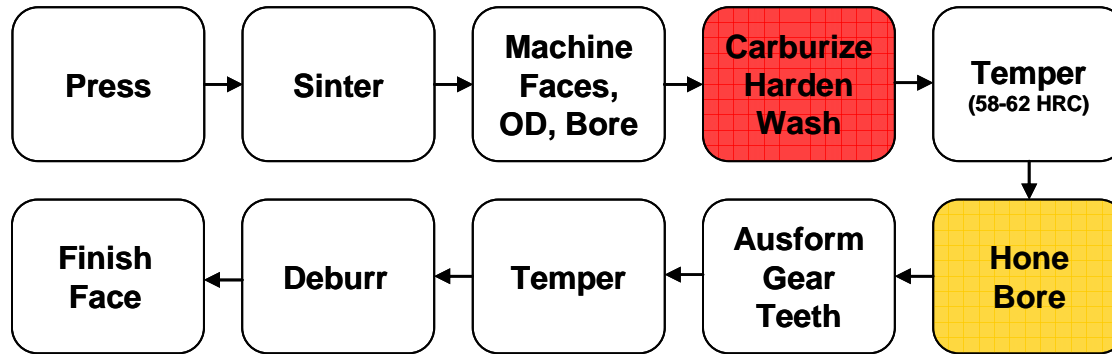 Press
Sinter
Machine
Faces,
OD, Bore
Carburize
Harden
Wash
Temper
(58-62 HRC)
Hone
Bore
Ausform
Gear
Teeth
Temper
Deburr
Finish
Face